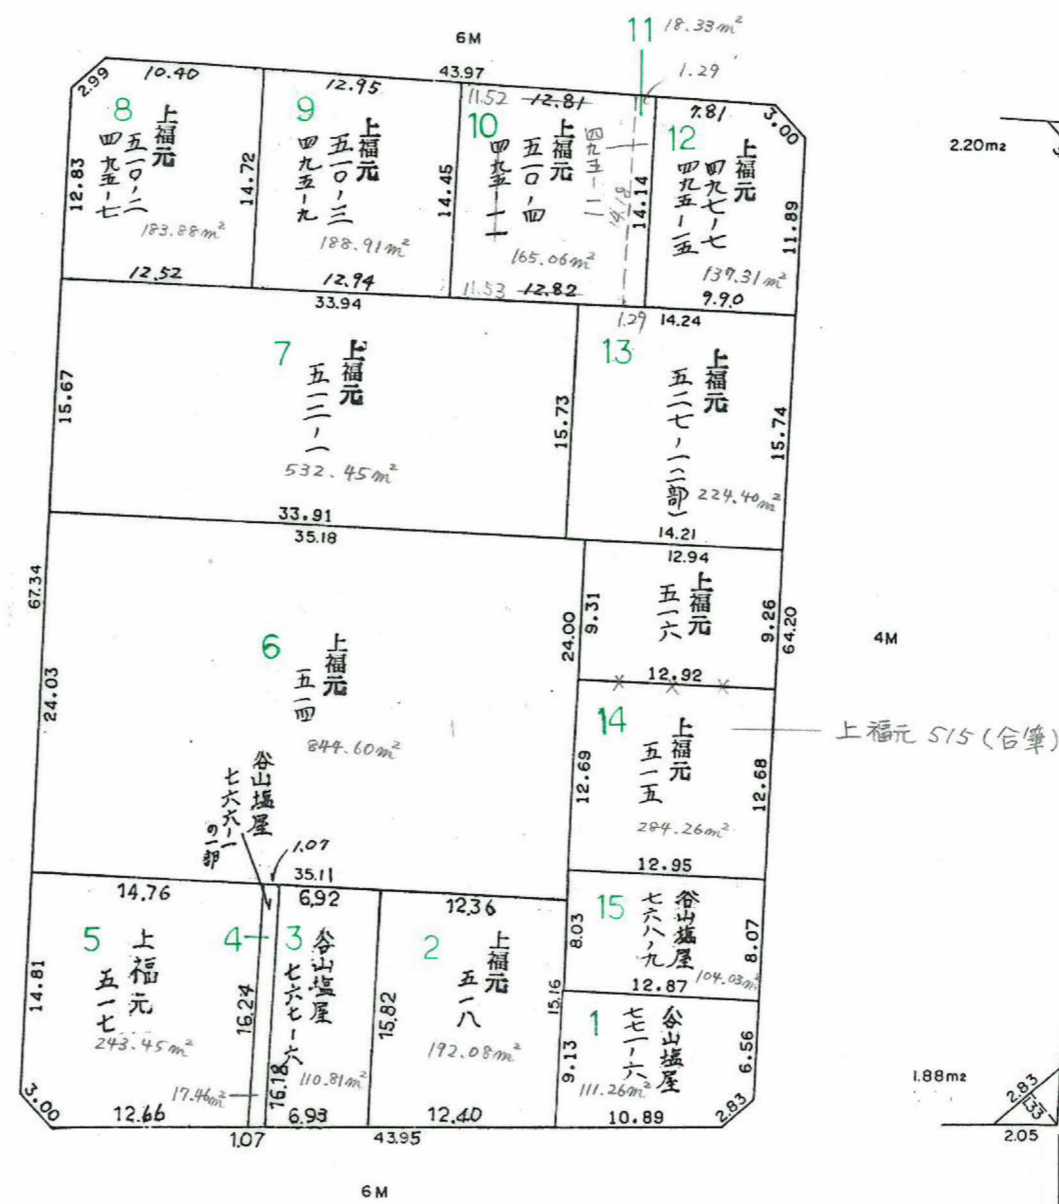 6M
11
18.33m²
43.97
1.29
2.99
10.40
12.95
11.52
12.81
7.81
3.00
8
上福元
五一〇ノ二
四九五-七
183.88m²
12.83
14.72
12.52
9
上福元
五一〇ノ三
四九五-九
188.91m²
14.45
12.94
10
上福元
五一〇ノ四
四九五-一一
四九五-一一
165.06m²
14.18
14.14
11.53
12.82
1.29
12
上福元
四九七ノ七
四九五-一五
137.31m²
11.89
9.90
2.20m2
33.94
14.24
7
上福元
五一二ノ一
532.45m²
15.67
15.73
33.91
13
上福元
五二七ノ一(一部)
224.40m²
15.74
14.21
35.18
12.94
67.34
6
上福元
五一四
844.60m²
24.03
24.00
35.11
上福元
五一六
9.31
9.26
64.20
12.92
4M
14
上福元
五一五
284.26m²
12.69
12.68
12.95
上福元 515(合筆)
谷山塩屋
七六六ノ一
の一部
1.07
14.76
6.92
12.36
5
上福元
五一七
243.45m²
14.81
3.00
12.66
4
16.24
17.46m²
1.07
3
谷山塩屋
七六七-六
110.81m²
16.18
6.93
15.82
2
上福元
五一八
192.08m²
12.40
15.16
43.95
15
谷山塩屋
七六八ノ九
104.03m²
8.03
8.07
12.87
1
谷山塩屋
七七一ノ六
111.26m²
9.13
6.56
10.89
2.83
1.88m2
2.83
1.33
2.05
6M